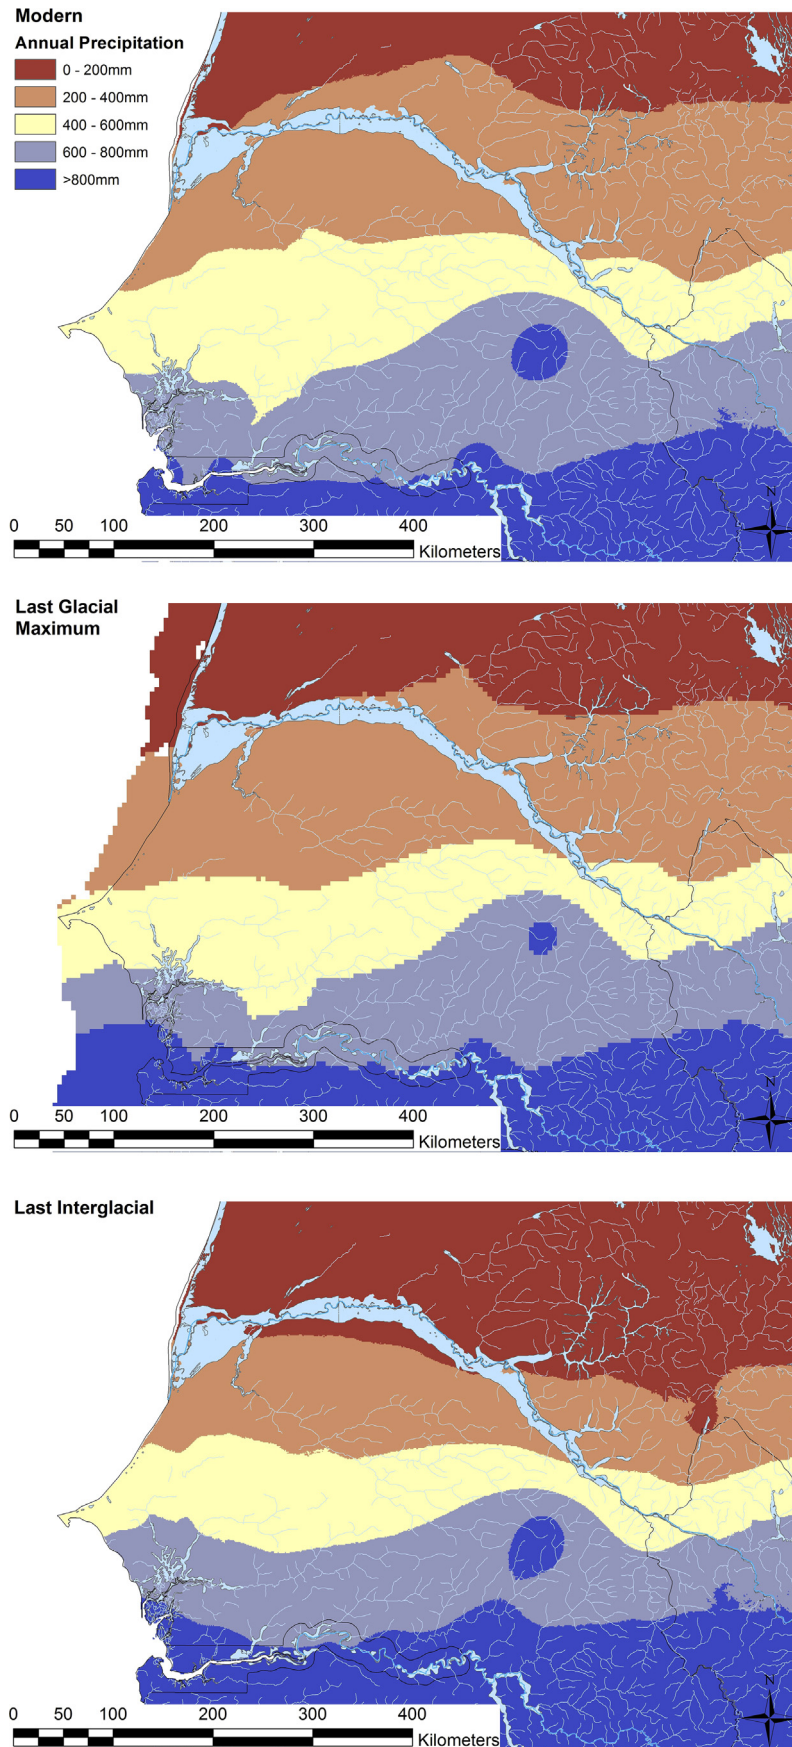 Modern
Annual Precipitation
0 - 200mm
200 - 400mm
400 - 600mm
600 - 800mm
>800mm
N
0 50 100 200 300 400
Kilometers
Last Glacial
Maximum
N
0 50 100 200 300 400
Kilometers
Last Interglacial
N
0 50 100 200 300 400
Kilometers